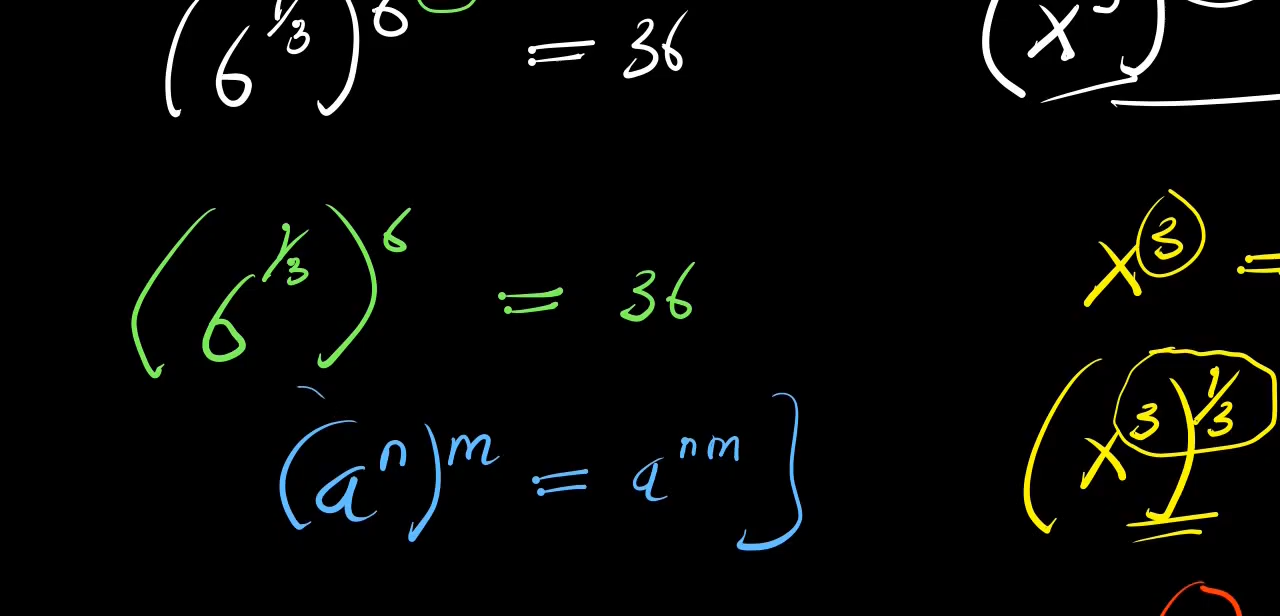 (6^{1/3})^6 = 36
(x
(6^{1/3})^6 = 36
x^3 =
(x^3)^{1/3}
(a^n)^m = a^{nm}]